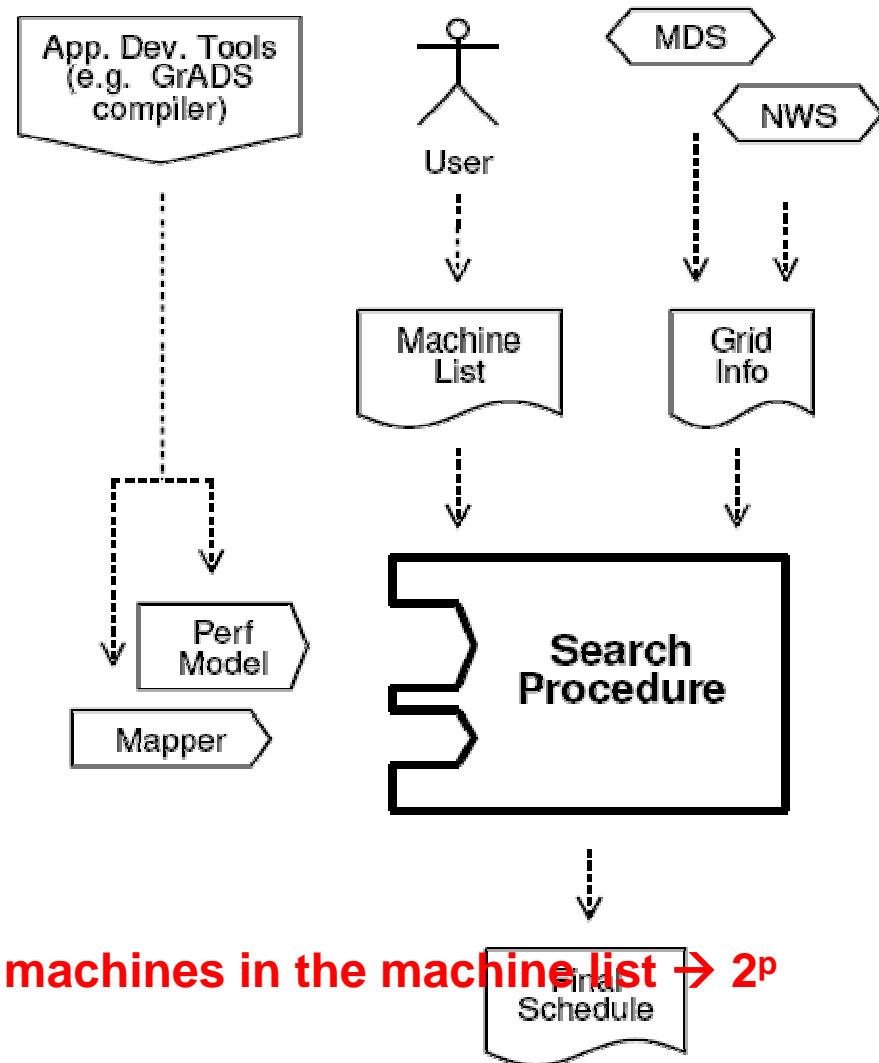 App. Dev. Tools
(e.g. GrADS
compiler)
User
MDS
NWS
Machine
List
Grid
Info
Perf
Model
Mapper
Search
Procedure
machines in the machine list → 2ᵖ
Final
Schedule